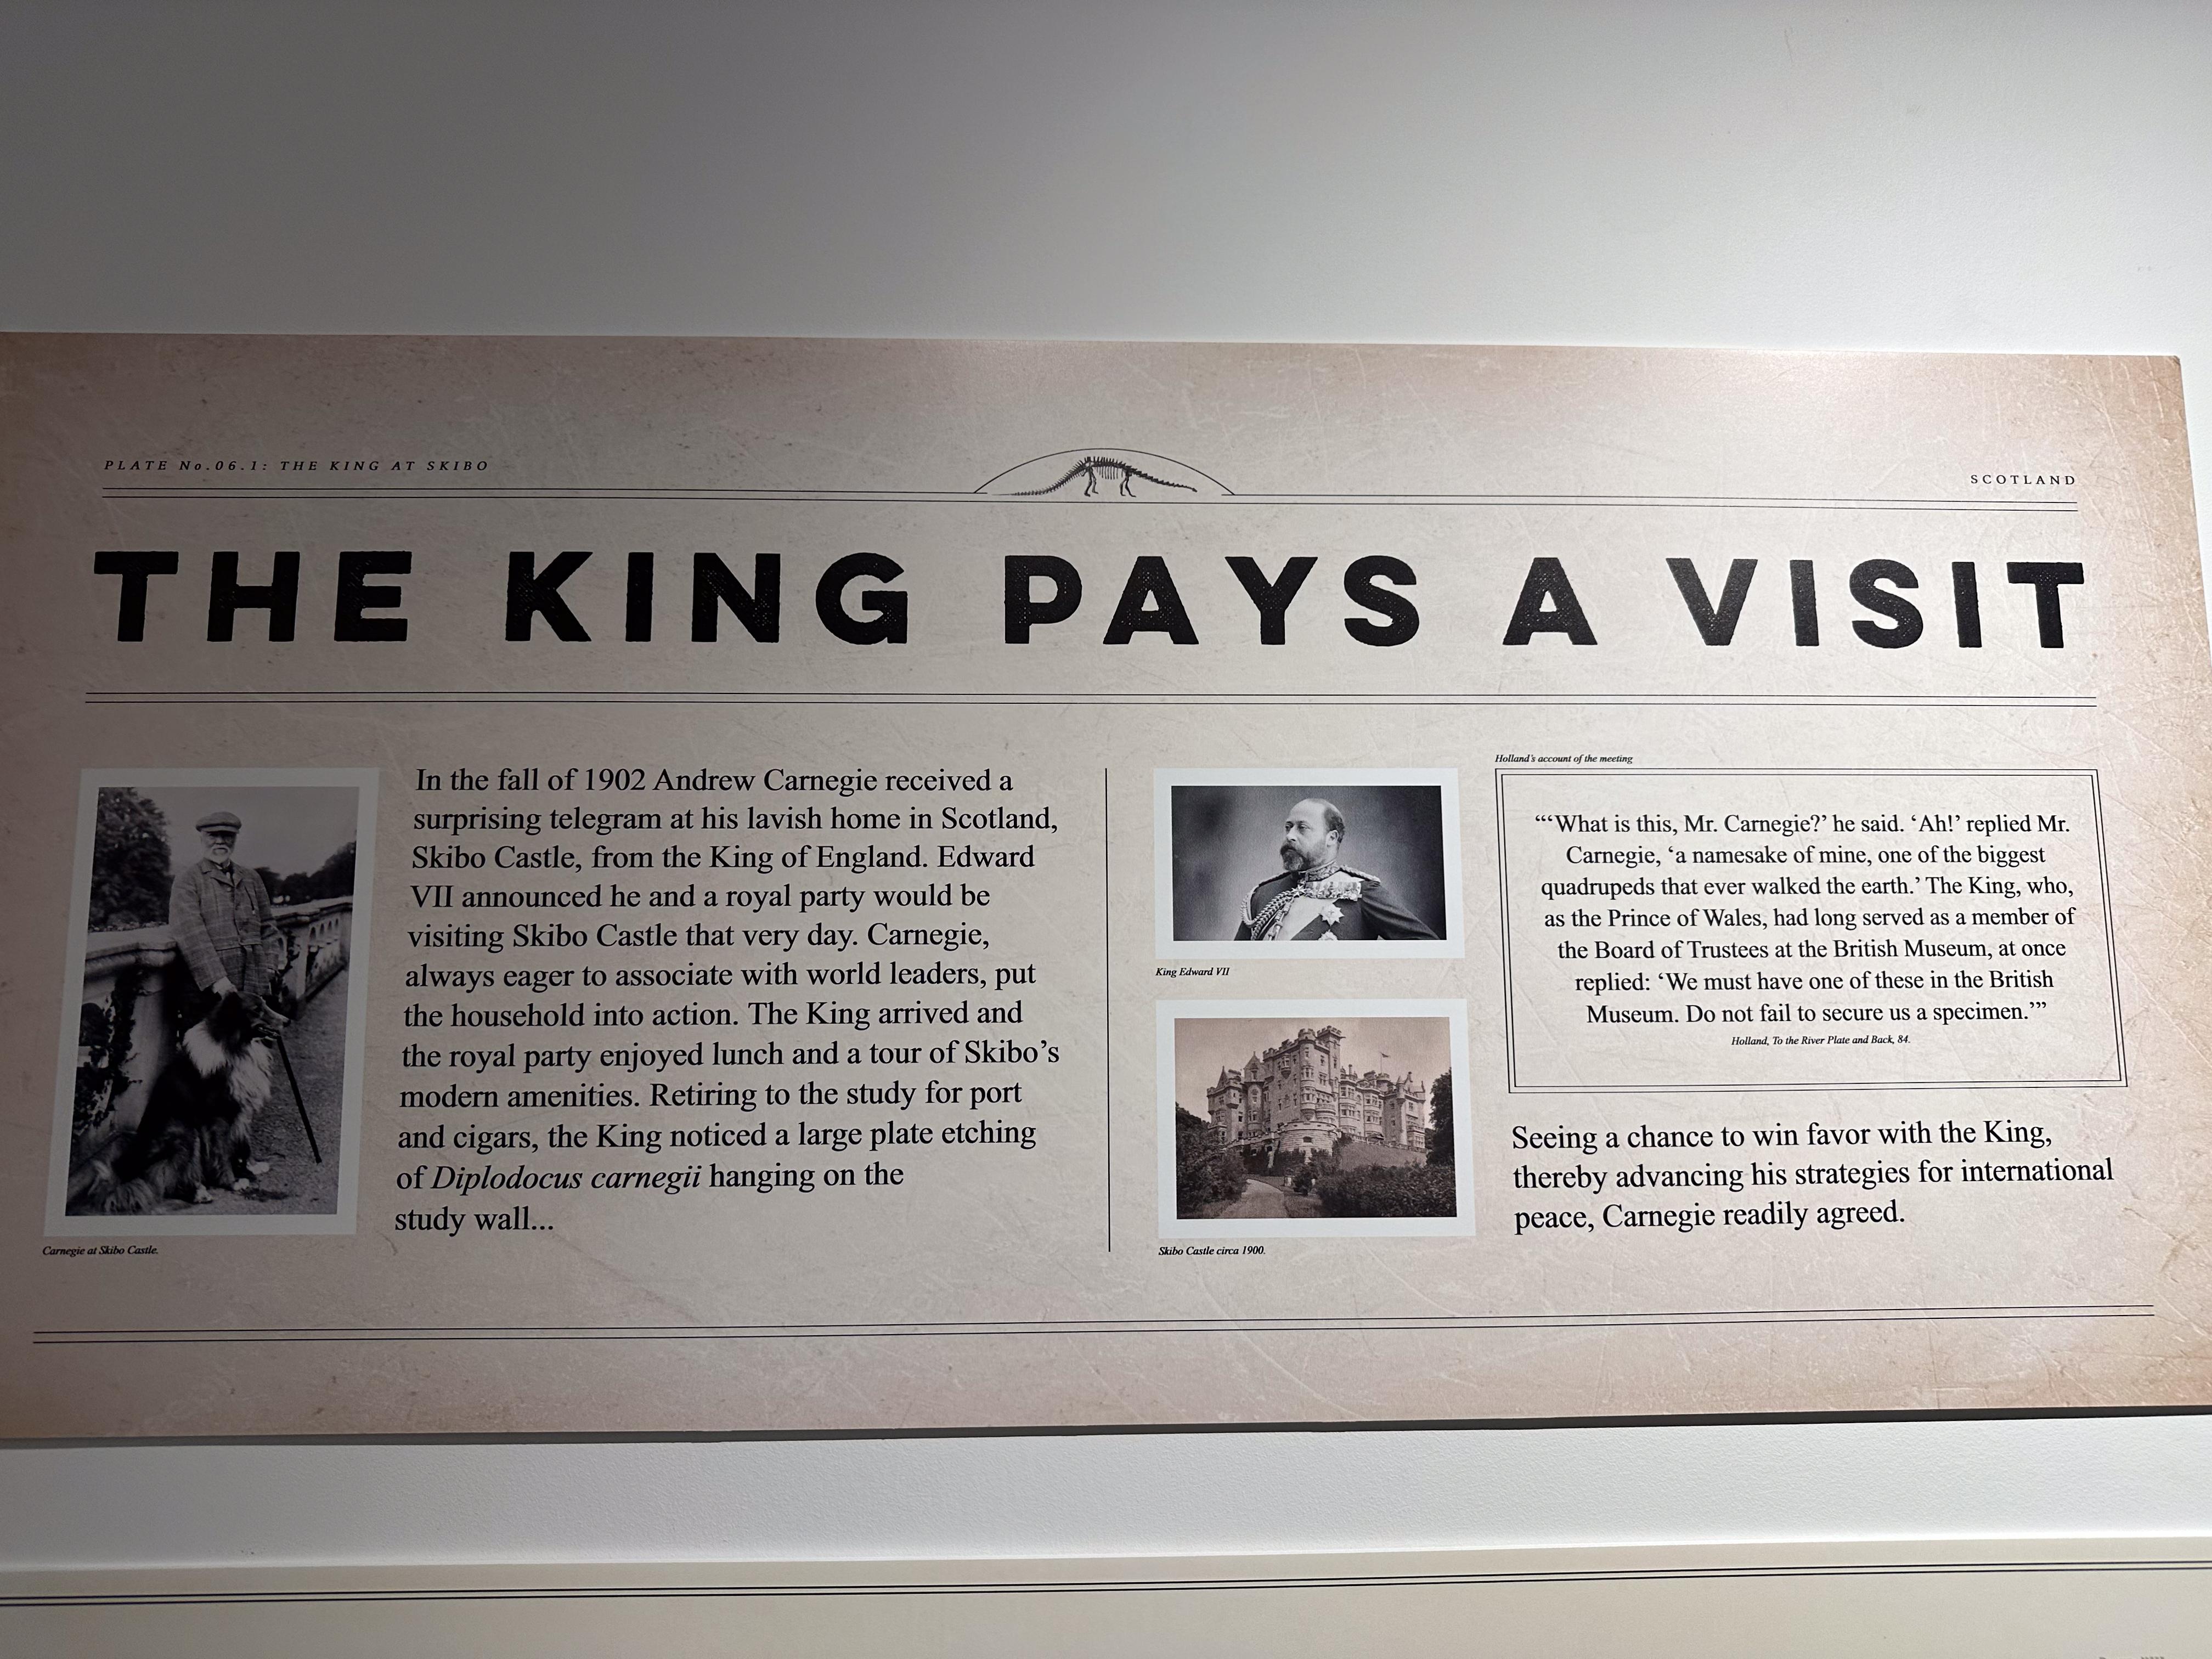 PLATE No.06.1: THE KING AT SKIBO
SCOTLAND
THE KING PAYS A VISIT
In the fall of 1902 Andrew Carnegie received a
surprising telegram at his lavish home in Scotland,
Skibo Castle, from the King of England. Edward
VII announced he and a royal party would be
visiting Skibo Castle that very day. Carnegie,
always eager to associate with world leaders, put
the household into action. The King arrived and
the royal party enjoyed lunch and a tour of Skibo’s
modern amenities. Retiring to the study for port
and cigars, the King noticed a large plate etching
of Diplodocus carnegii hanging on the
study wall...
Carnegie at Skibo Castle.
King Edward VII
Skibo Castle circa 1900.
Holland’s account of the meeting
“‘What is this, Mr. Carnegie?’ he said. ‘Ah!’ replied Mr.
Carnegie, ‘a namesake of mine, one of the biggest
quadrupeds that ever walked the earth.’ The King, who,
as the Prince of Wales, had long served as a member of
the Board of Trustees at the British Museum, at once
replied: ‘We must have one of these in the British
Museum. Do not fail to secure us a specimen.’”
Holland, To the River Plate and Back, 84.
Seeing a chance to win favor with the King,
thereby advancing his strategies for international
peace, Carnegie readily agreed.